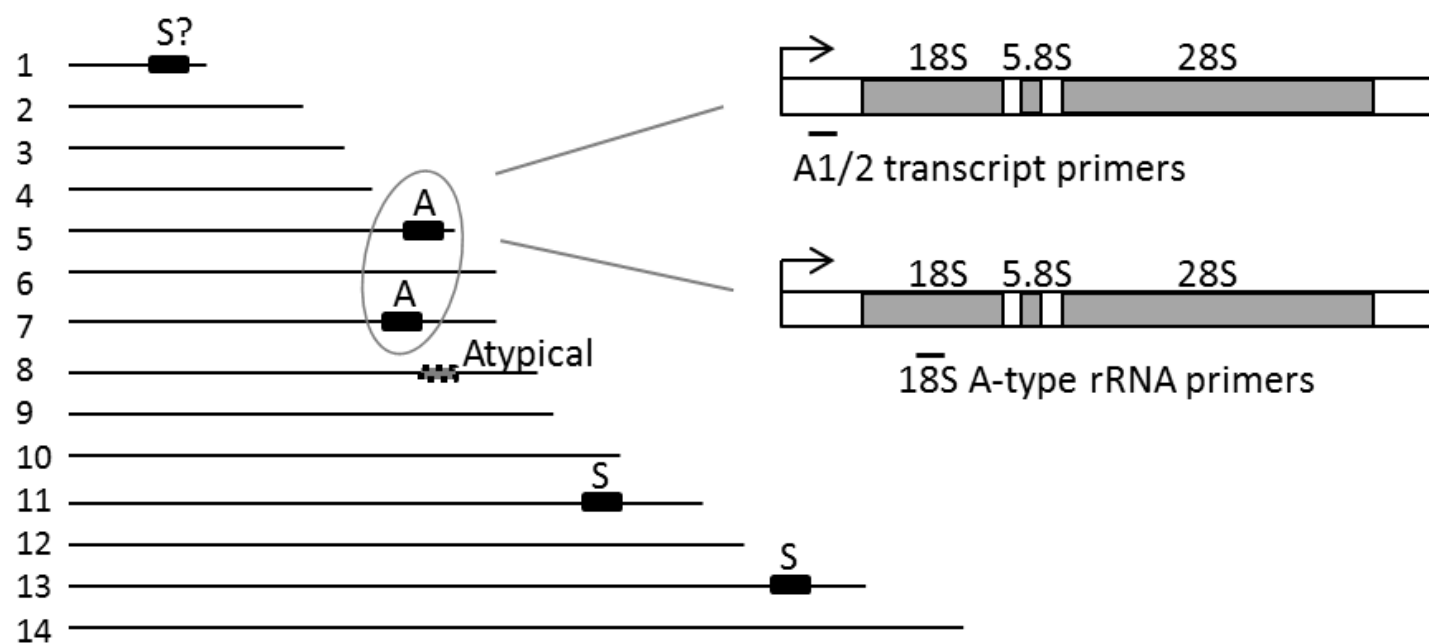 S?
1
2
3
4
A
5
6
A
7
Atypical
8
9
10
S
11
12
S
13
14
18S 5.8S 28S
A1/2 transcript primers
18S 5.8S 28S
18S A-type rRNA primers